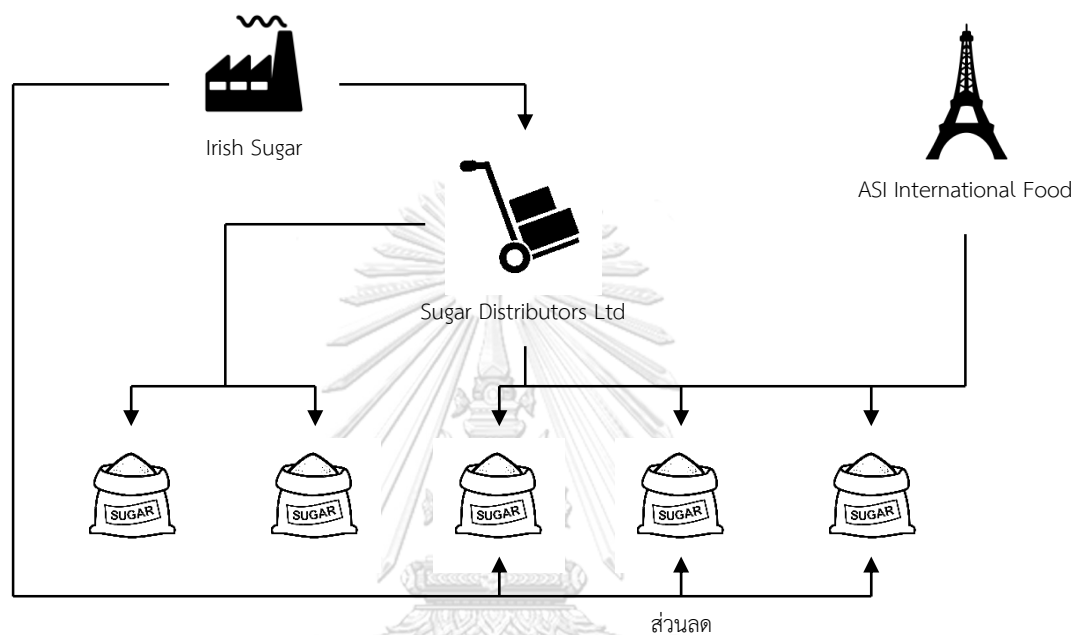 Irish Sugar
ASI International Food
Sugar Distributors Ltd
SUGAR
SUGAR
SUGAR
SUGAR
SUGAR
ส่วนลด